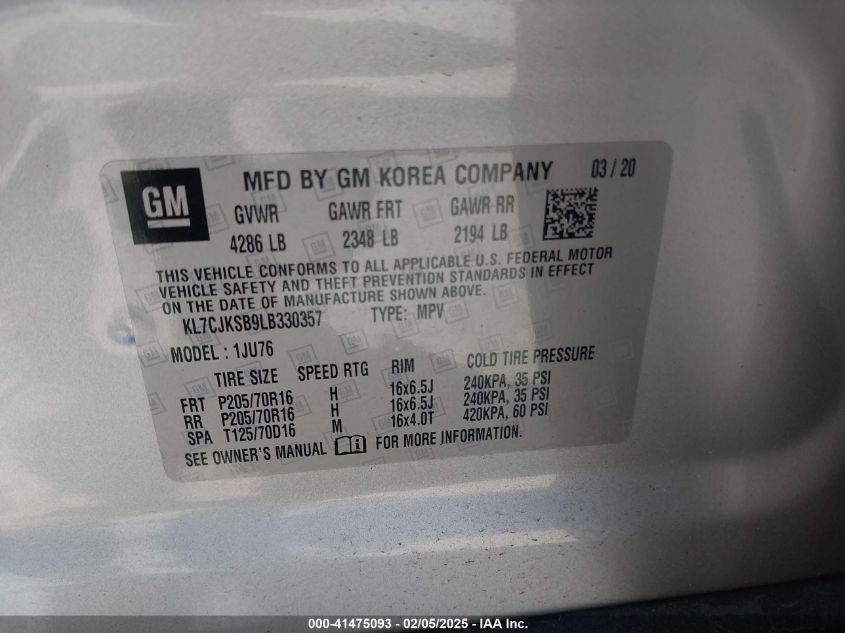 GM
MFD BY GM KOREA COMPANY 03 / 20
GVWR GAWR FRT GAWR RR
4286 LB 2348 LB 2194 LB
THIS VEHICLE CONFORMS TO ALL APPLICABLE U.S. FEDERAL MOTOR
VEHICLE SAFETY AND THEFT PREVENTION STANDARDS IN EFFECT
ON THE DATE OF MANUFACTURE SHOWN ABOVE.
KL7CJKSB9LB330357 TYPE: MPV
MODEL : 1JU76
TIRE SIZE SPEED RTG RIM COLD TIRE PRESSURE
FRT P205/70R16 H 16x6.5J 240KPA, 35 PSI
RR P205/70R16 H 16x6.5J 240KPA, 35 PSI
SPA T125/70D16 M 16x4.0T 420KPA, 60 PSI
SEE OWNER'S MANUAL FOR MORE INFORMATION.
000-41475093 - 02/05/2025 - IAAI Inc.